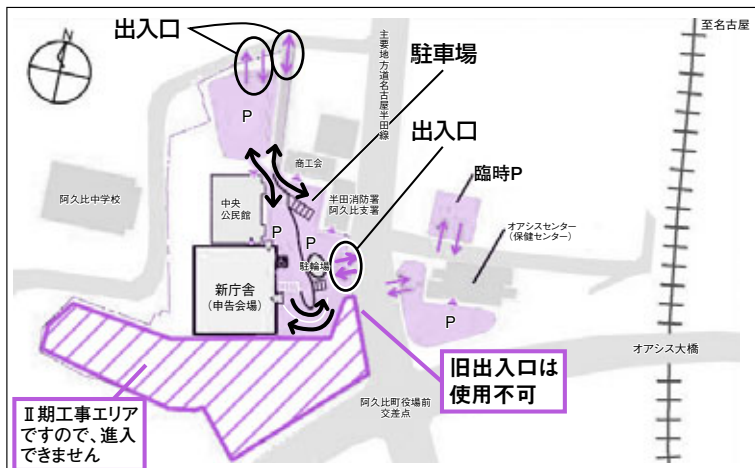 出入口
至名古屋
N
主要地方道名古屋半田線
駐車場
出入口
P
商工会
臨時P
阿久比中学校
半田消防署
阿久比支署
中央
公民館
P
P
オアシスセンター
(保健センター)
駐輪場
新庁舎
(申告会場)
P
オアシス大橋
旧出入口は
使用不可
阿久比町役場前
交差点
Ⅱ期工事エリア
ですので、進入
できません